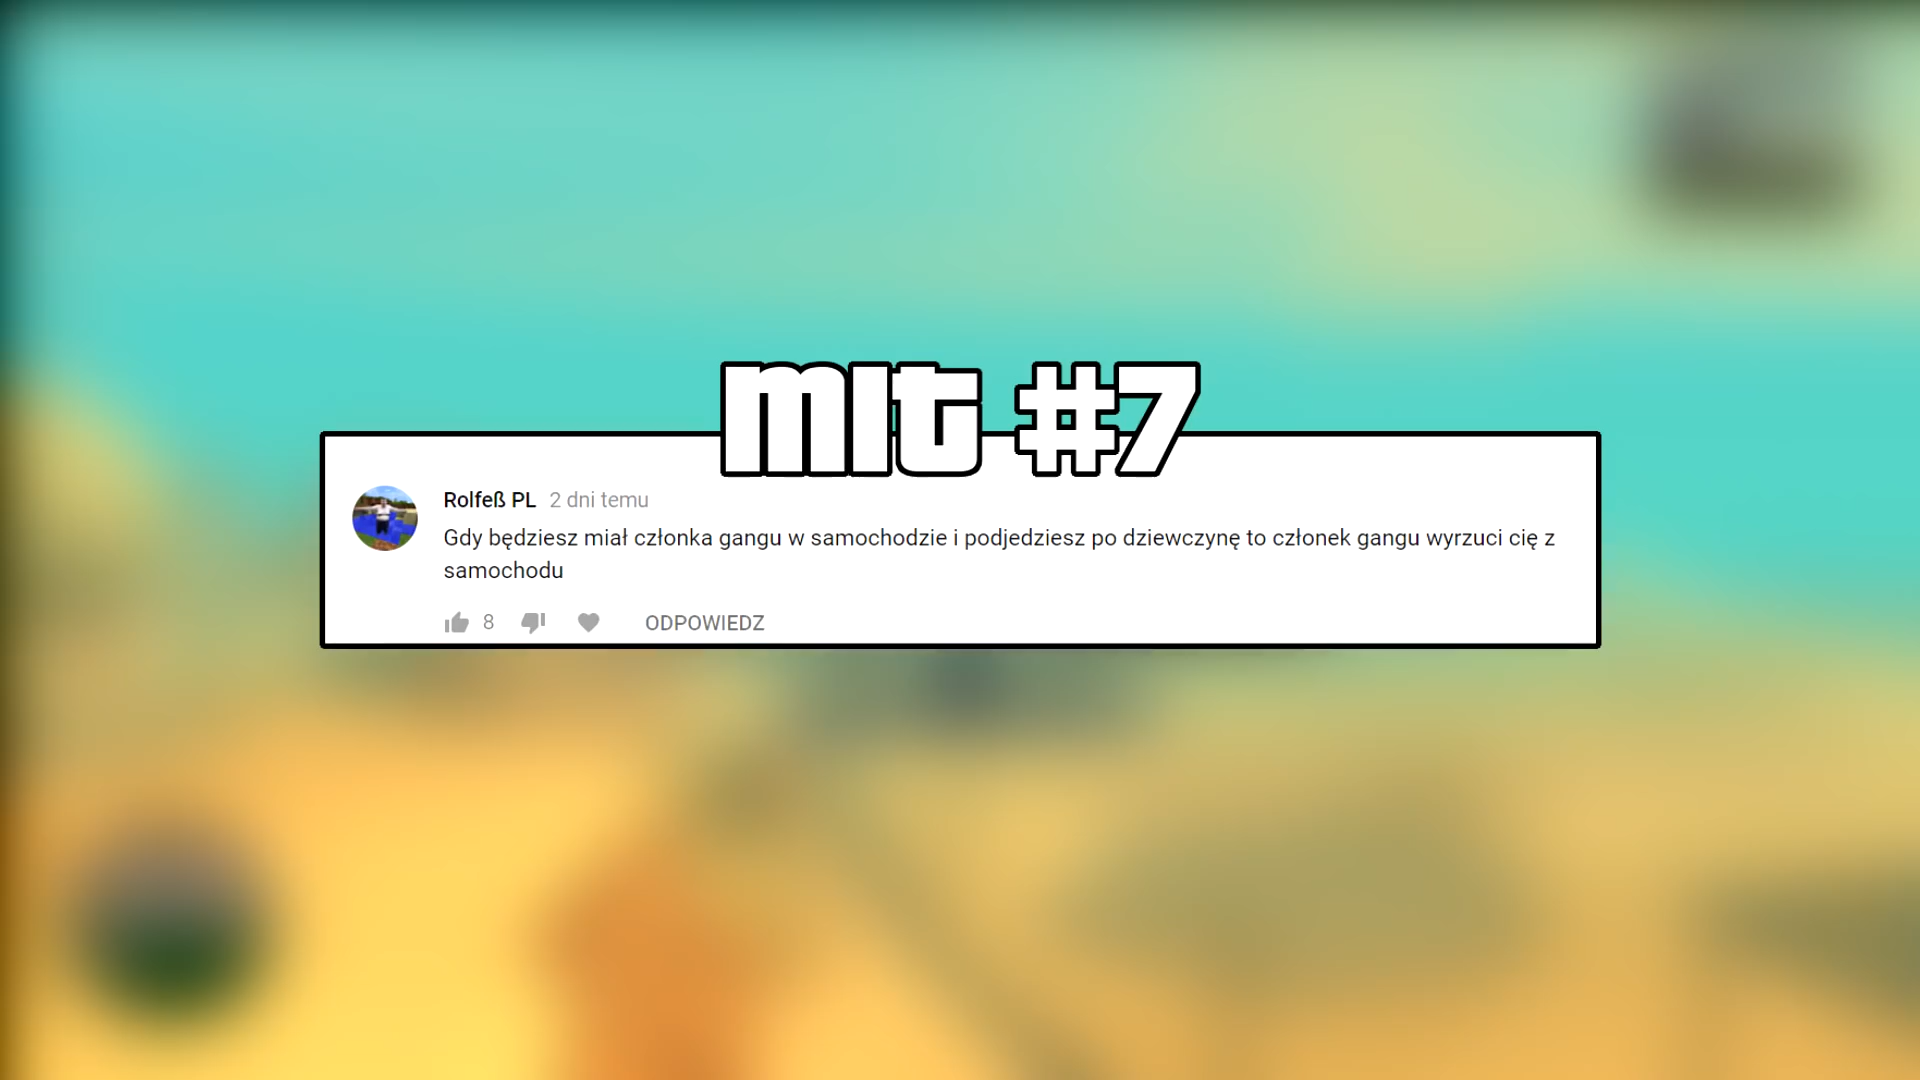 MIT #7
Rolfeß PL 2 dni temu
Gdy będziesz miał członka gangu w samochodzie i podjedziesz po dziewczynę to członek gangu wyrzuci cię z
samochodu
8 ODPOWIEDZ